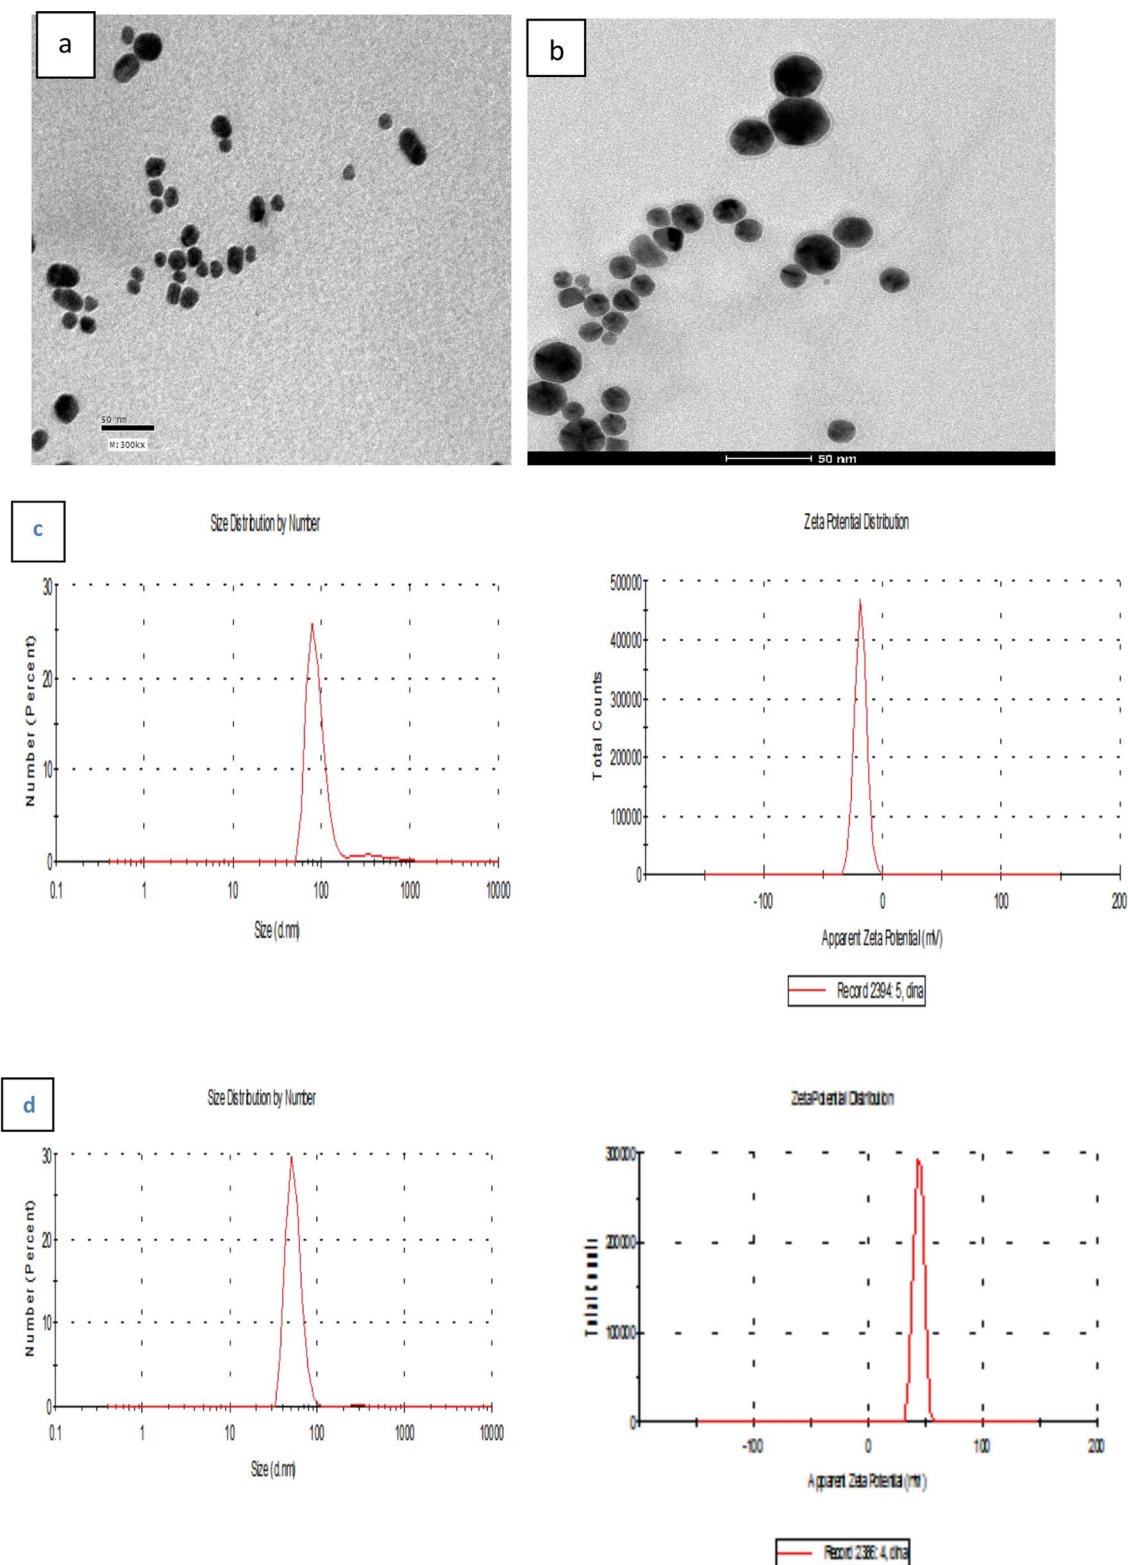 a
b
50 nm
M:300kx
50 nm
c
Size Distribution by Number
Zeta Potential Distribution
Number (Percent)
30
20
10
0
0.1 1 10 100 1000 10000
Size (d.nm)
Total Counts
500000
400000
300000
200000
100000
0
-100 0 100 200
Apparent Zeta Potential (mV)
Record 2394: 5, dina
d
Size Distribution by Number
Zeta Potential Distribution
Number (Percent)
30
20
10
0
0.1 1 10 100 1000 10000
Size (d.nm)
Total Counts
300000
200000
100000
0
-100 0 100 200
Apparent Zeta Potential (mV)
Record 2386: 4, dina